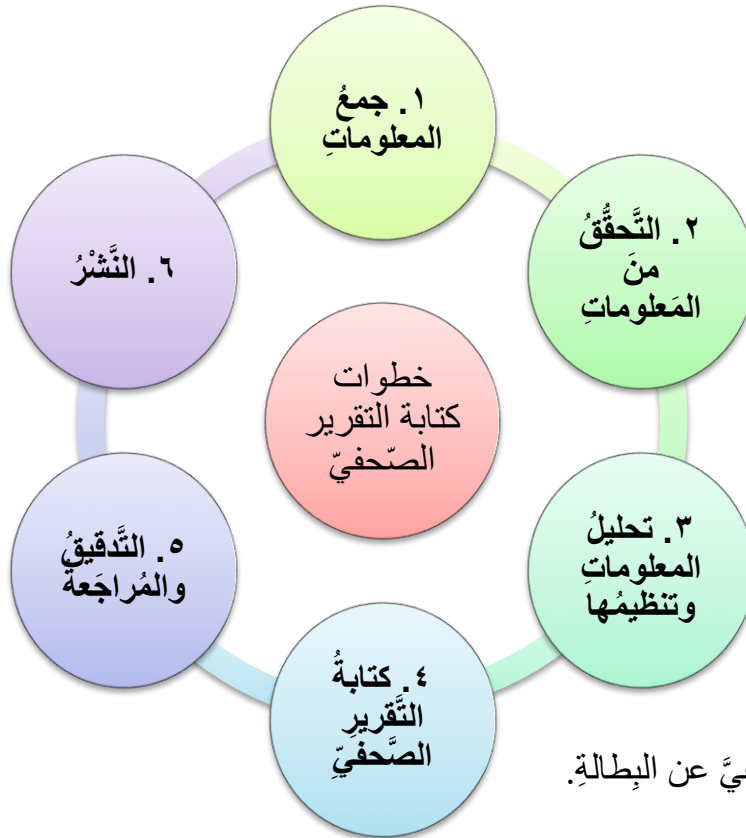 ١. جمعُ
المعلوماتِ
٢. التَّحقُّقُ
منَ
المَعلوماتِ
٣. تحليلُ
المعلوماتِ
وتنظيمُها
٤. كتابةُ
التَّقريرِ
الصَّحفيِّ
٥. التَّدقيقُ
والمُراجَعةُ
٦. النَّشْرُ
خطوات
كتابة التقرير
الصّحفيّ
عن البِطالةِ.